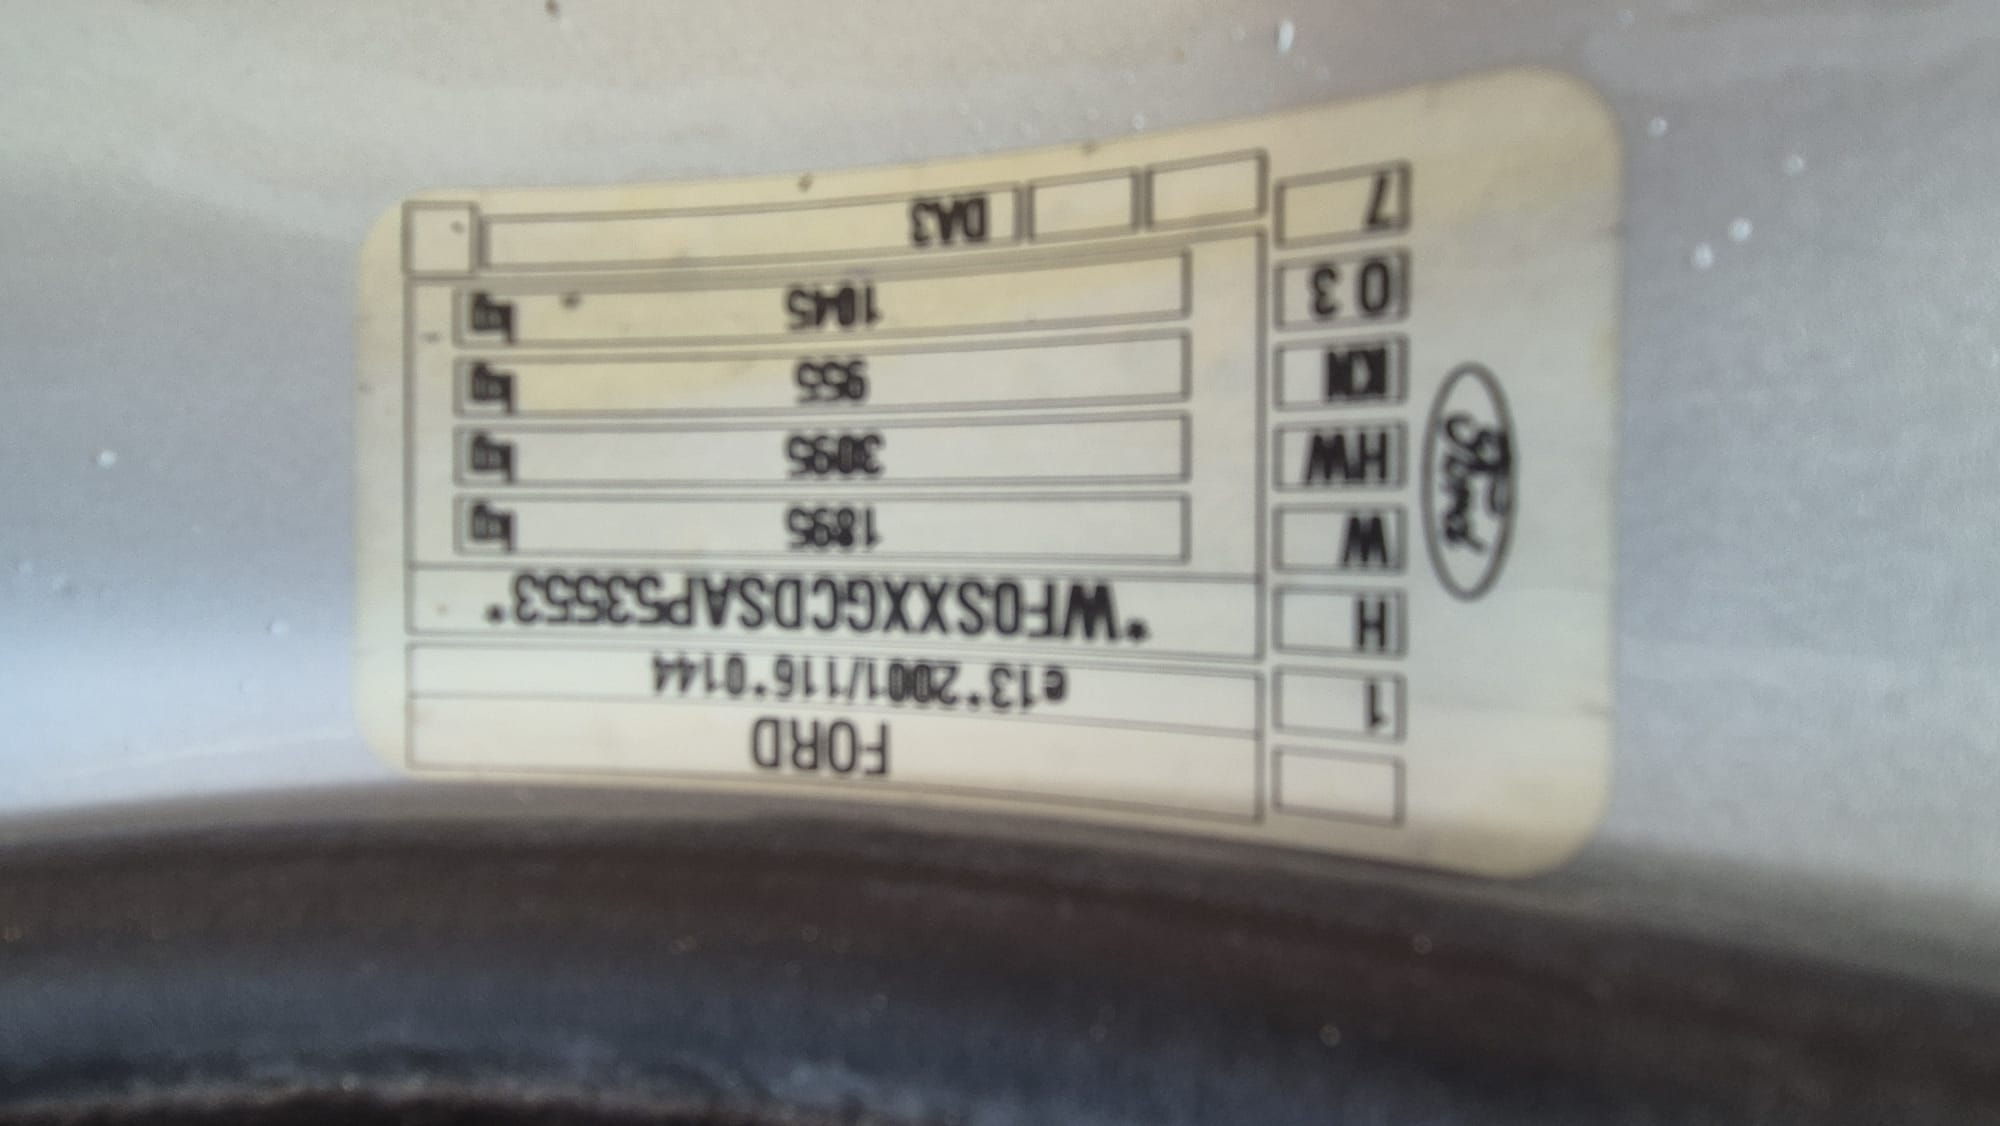 Ford
FORD
1 e13*2001/116*0144
H *WF0SXXGCDSAP53553*
W 1895 kg
HW 3095 kg
KN 955 kg
O 3 1045 kg
7 DA3